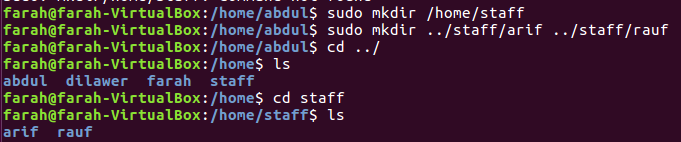 farah@farah-VirtualBox:/home/abdul$ sudo mkdir /home/staff
farah@farah-VirtualBox:/home/abdul$ sudo mkdir ../staff/arif ../staff/rauf
farah@farah-VirtualBox:/home/abdul$ cd ../
farah@farah-VirtualBox:/home$ ls
abdul  dilawer  farah  staff
farah@farah-VirtualBox:/home$ cd staff
farah@farah-VirtualBox:/home/staff$ ls
arif  rauf